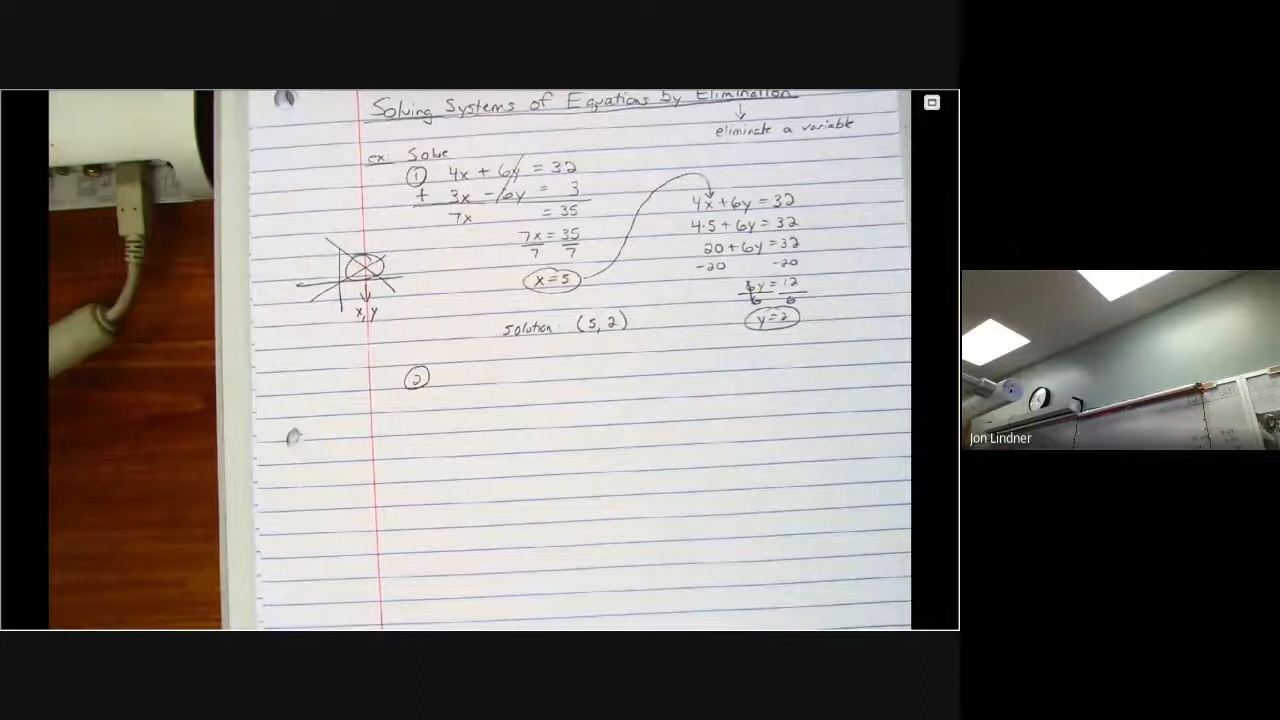 Solving Systems of Equations by Elimination
eliminate a variable
ex. Solve
① 4x + 6y = 32
+ 3x - 6y = 3
7x = 35
7x = 35
7 7
x = 5
4x + 6y = 32
4·5 + 6y = 32
20 + 6y = 32
-20 -20
6y = 12
6 6
y = 2
x, y
solution: (5, 2)
②
Jon Lindner